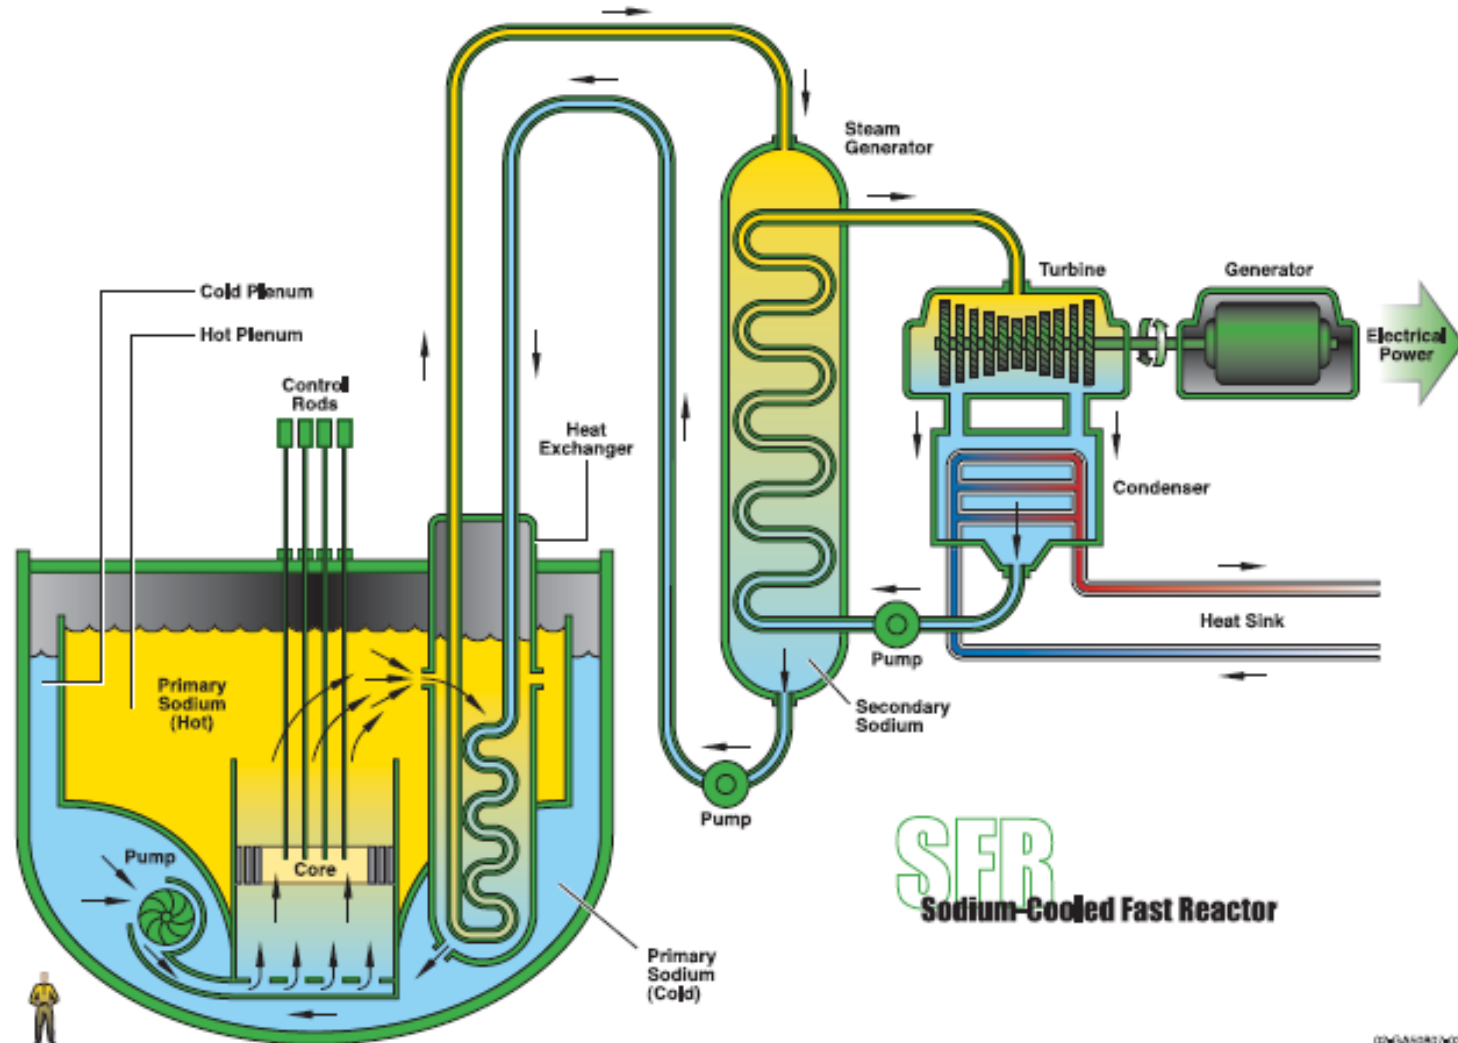 Steam
Generator
Cold Plenum
Hot Plenum
Control
Rods
Heat
Exchanger
Turbine
Generator
Electrical
Power
Condenser
Heat Sink
Pump
Secondary
Sodium
Pump
Primary
Sodium
(Hot)
Pump
Core
Primary
Sodium
(Cold)
SFR
Sodium-Cooled Fast Reactor